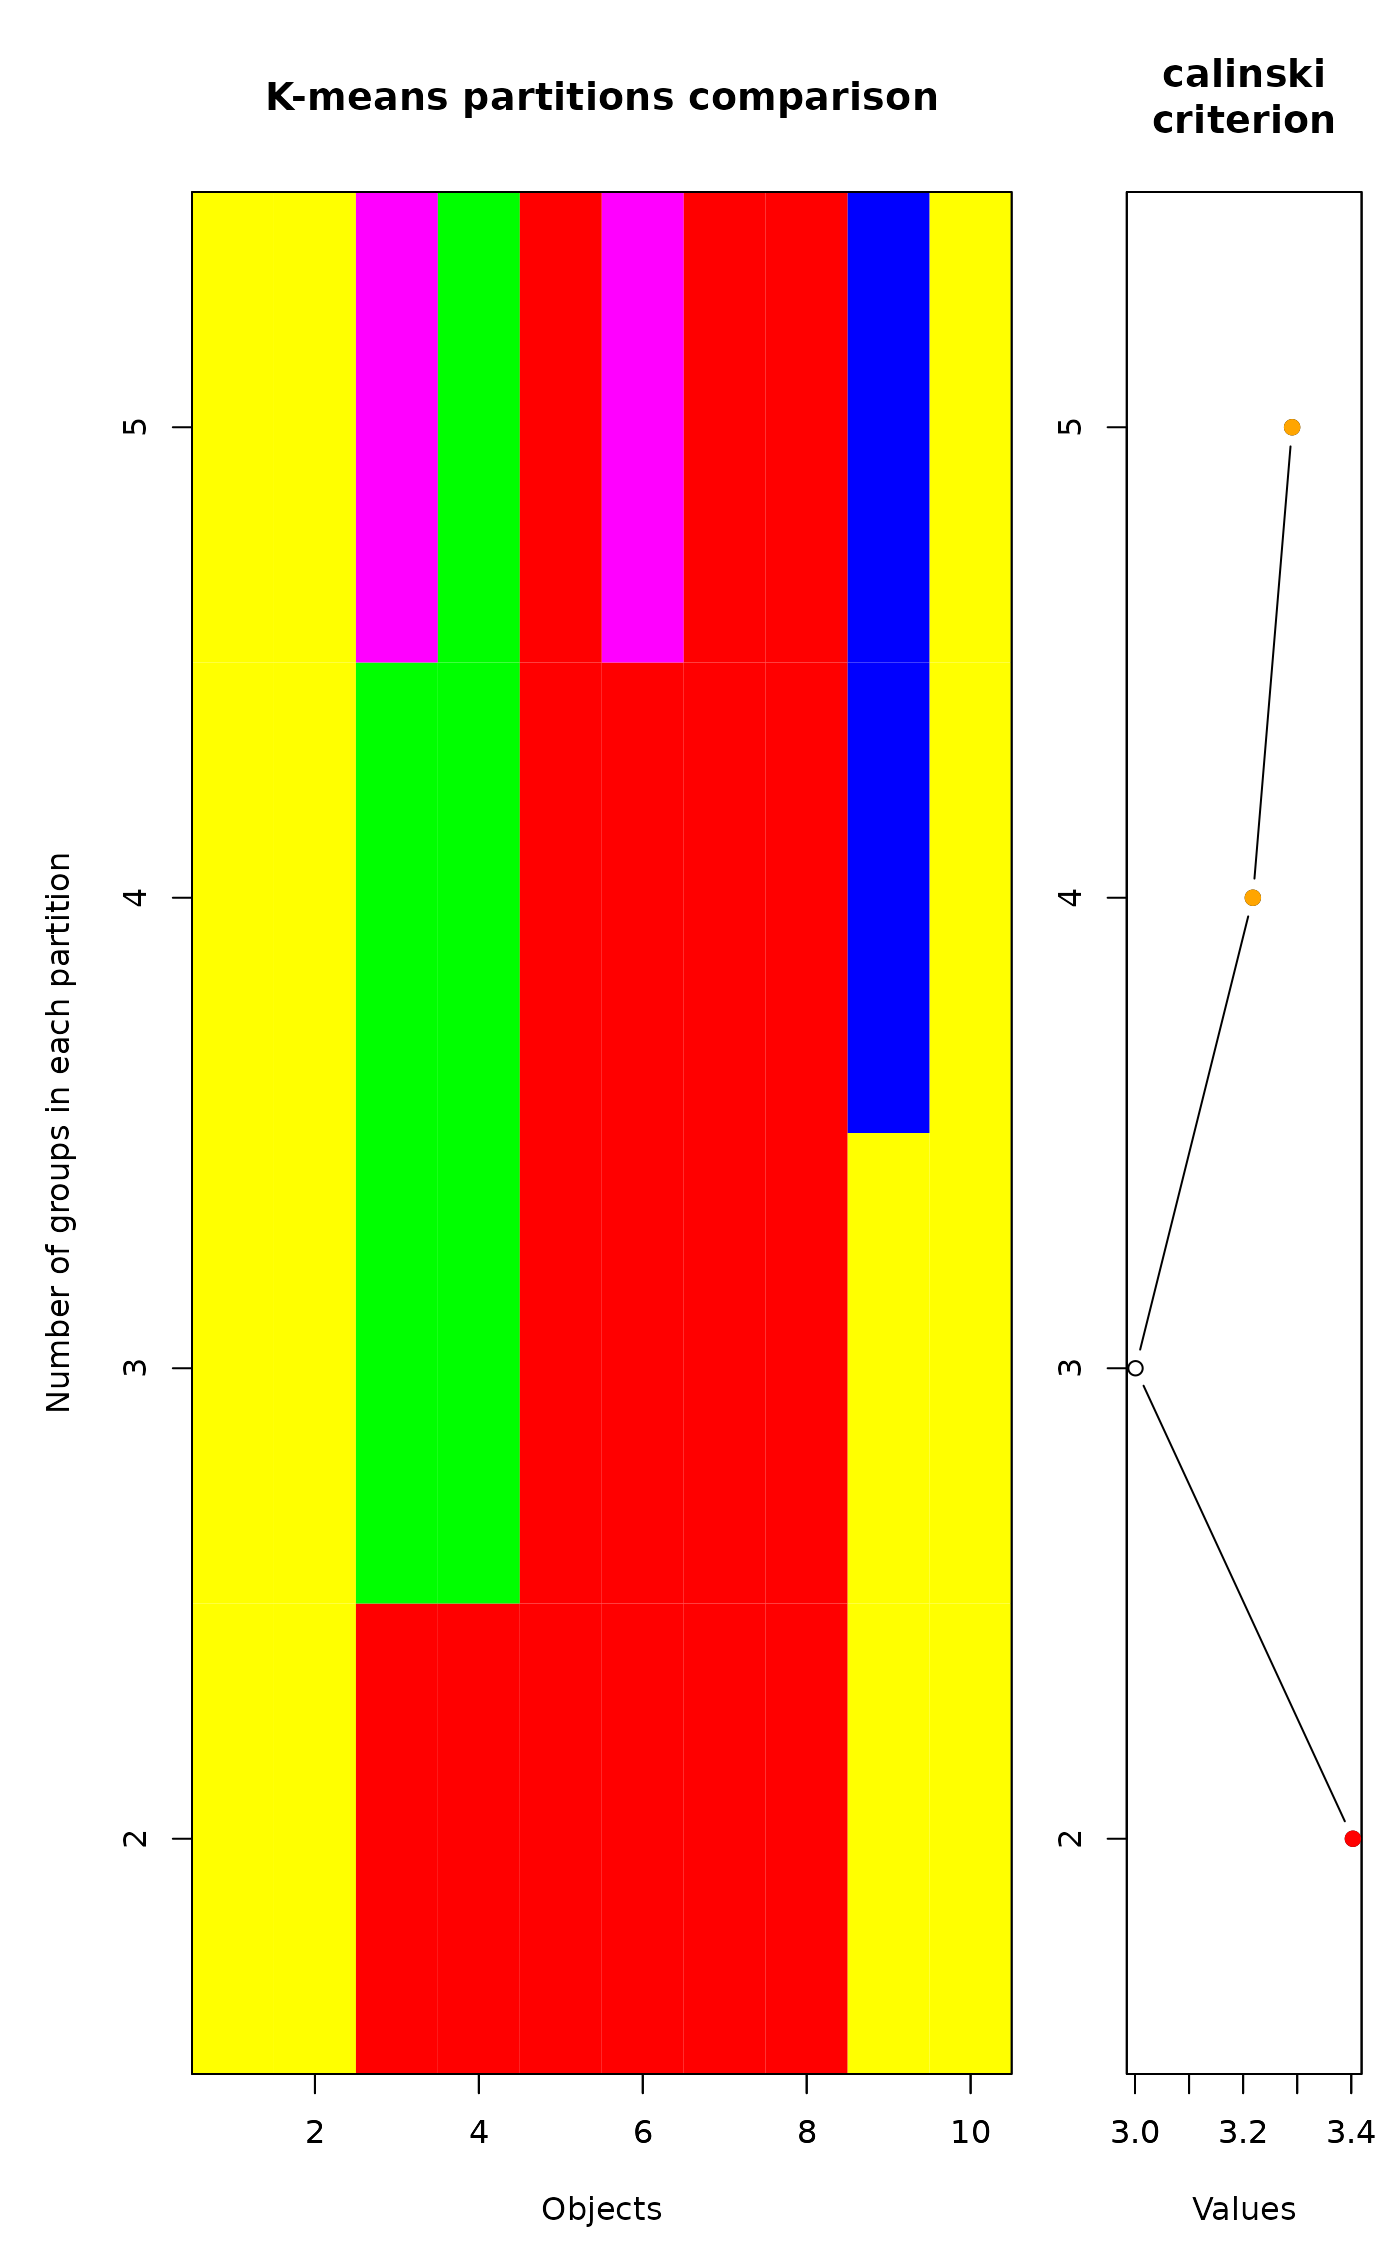 K-means partitions comparison
calinski
criterion
Number of groups in each partition
5
4
3
2
5
4
3
2
2 4 6 8 10
3.0 3.2 3.4
Objects
Values